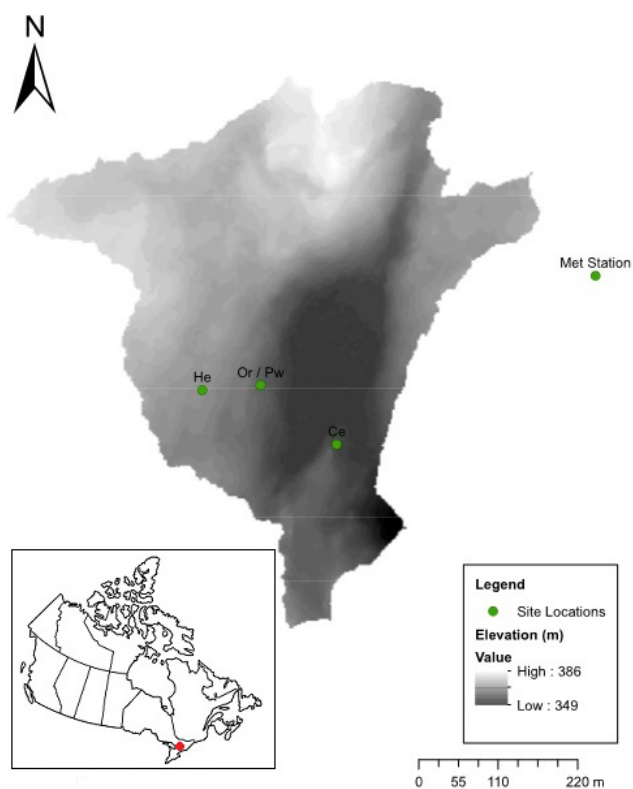 N
Met Station
He
Or / Pw
Ce
Legend
Site Locations
Elevation (m)
Value
High : 386
Low : 349
0 55 110 220 m